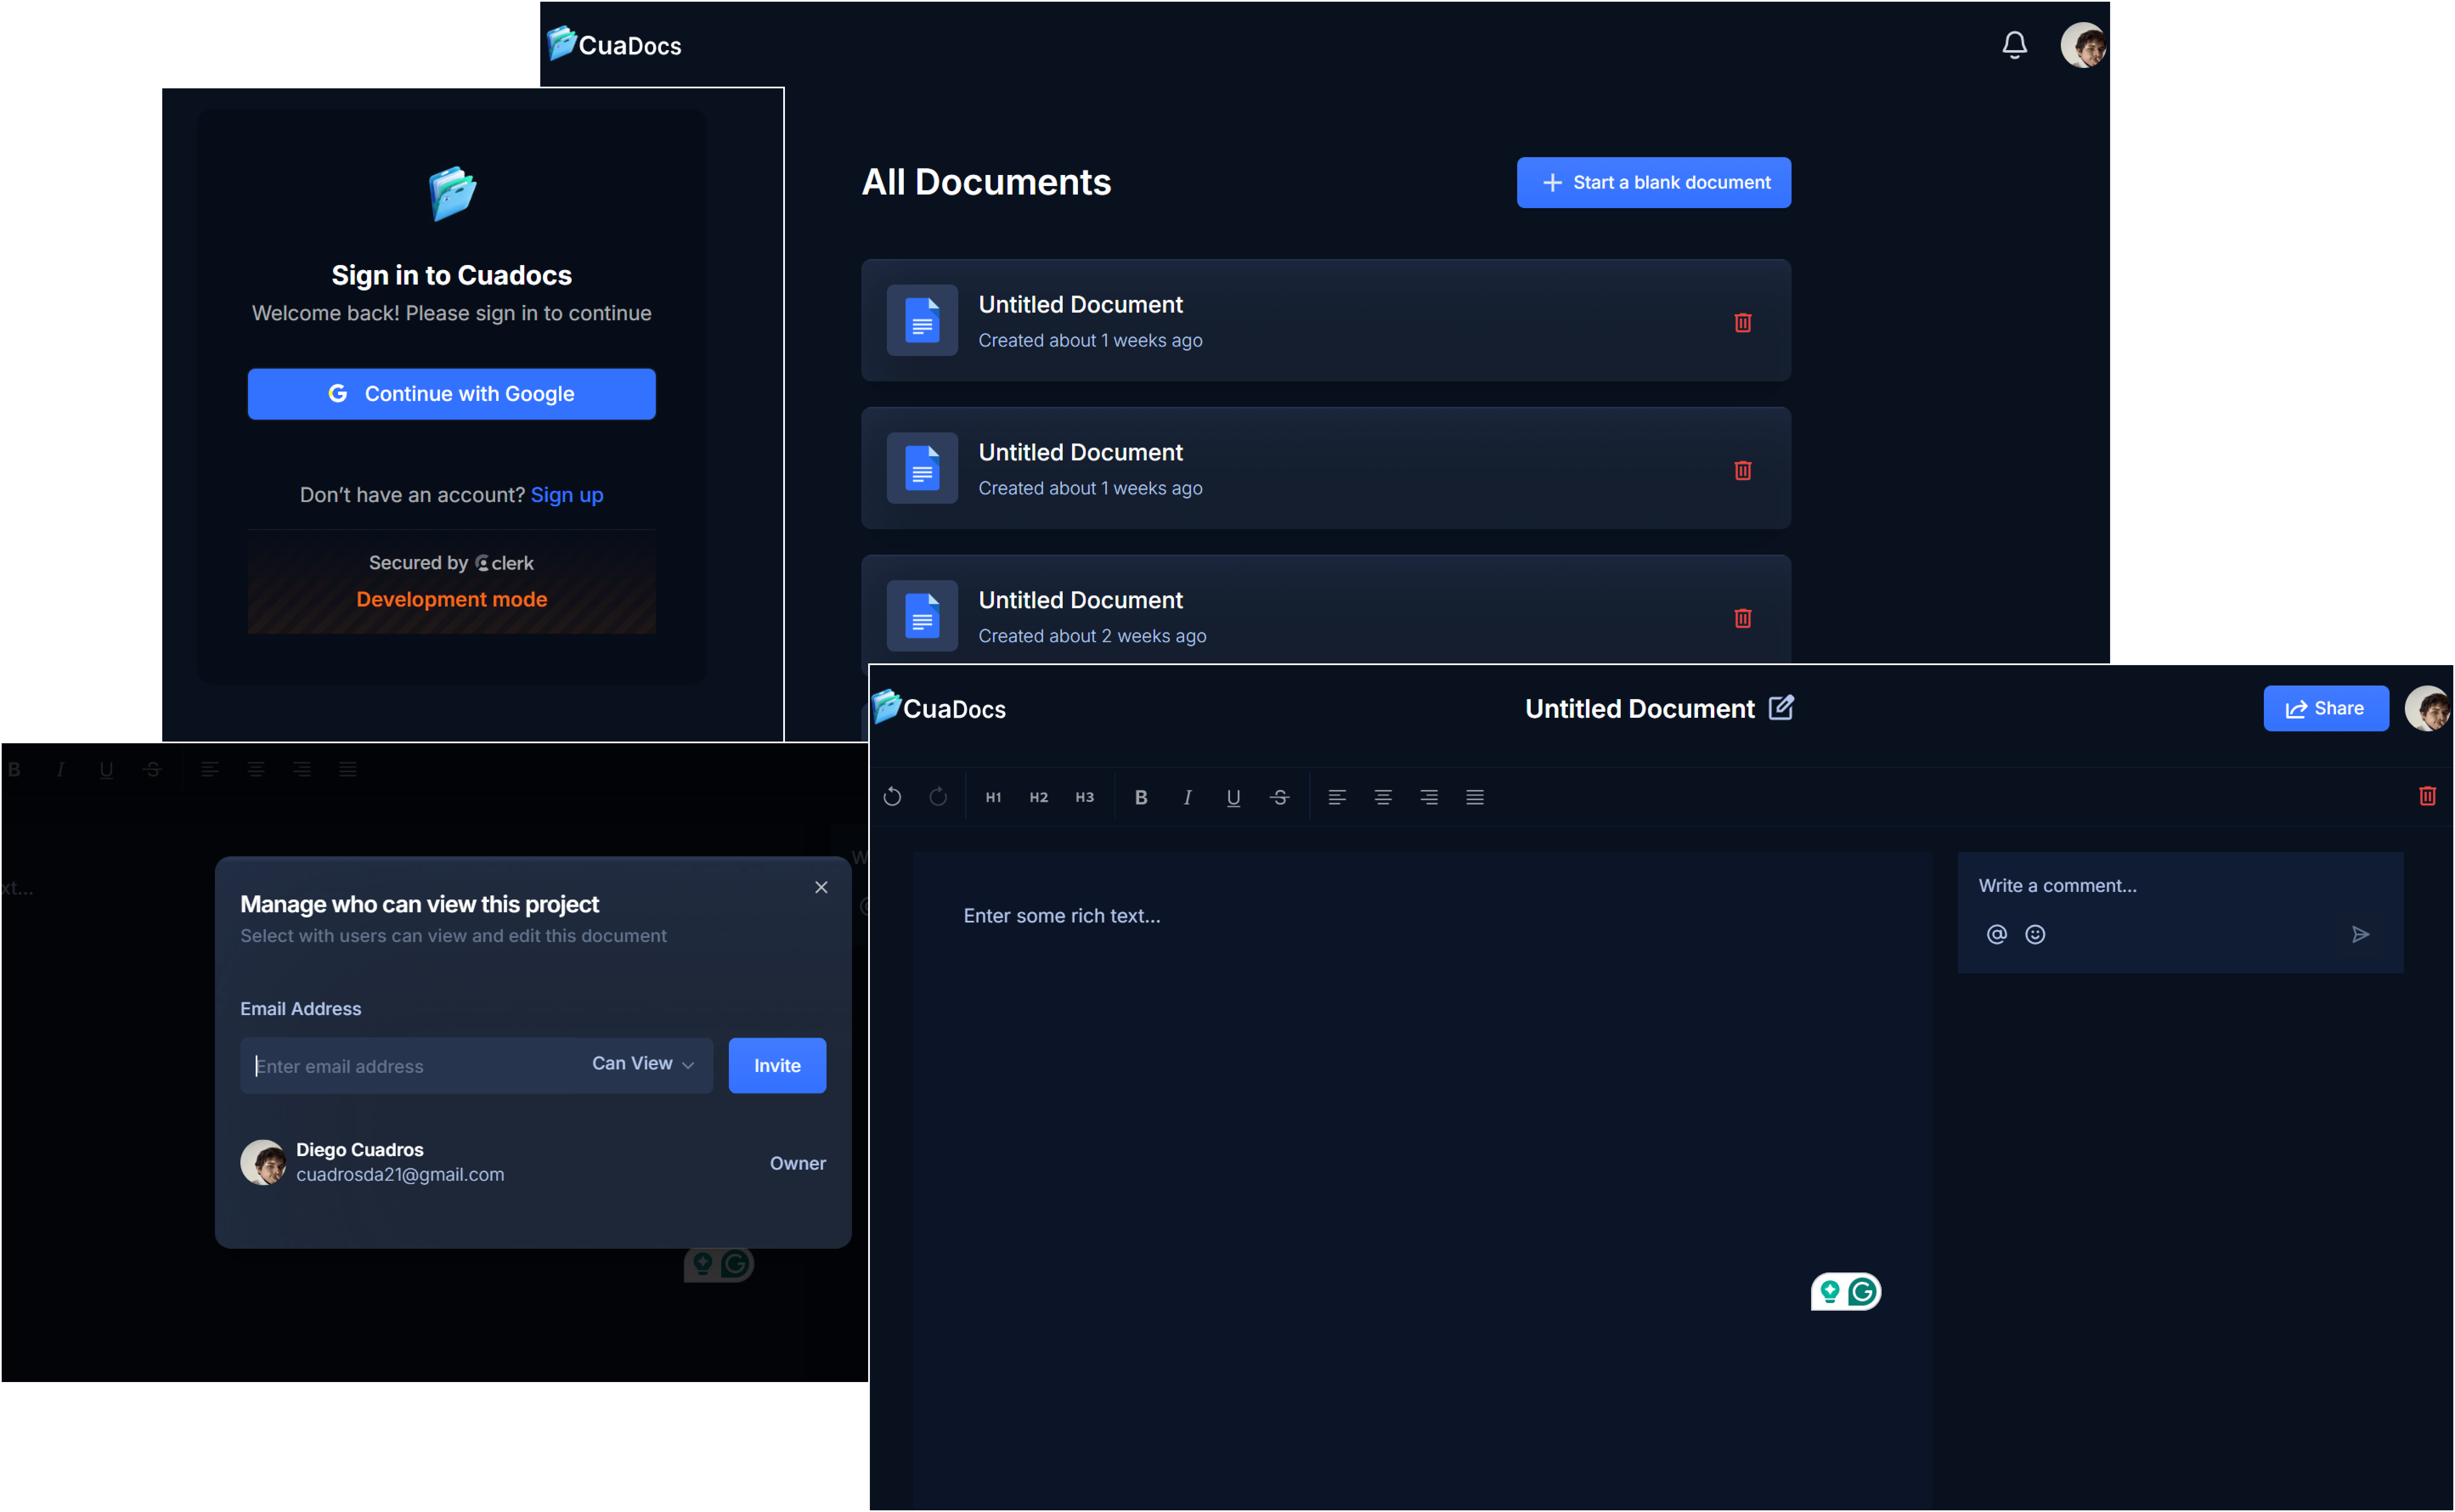 CuaDocs
All Documents
Start a blank document
Untitled Document
Created about 1 weeks ago
Untitled Document
Created about 1 weeks ago
Untitled Document
Created about 2 weeks ago
Sign in to Cuadocs
Welcome back! Please sign in to continue
G Continue with Google
Don’t have an account? Sign up
Secured by clerk
Development mode
B I U S
xt...
W
@
Manage who can view this project
Select with users can view and edit this document
Email Address
Enter email address Can View Invite
Diego Cuadros
cuadrosda21@gmail.com
Owner
G
CuaDocs
Untitled Document
Share
H1 H2 H3 B I U S
Enter some rich text...
Write a comment...
@
G